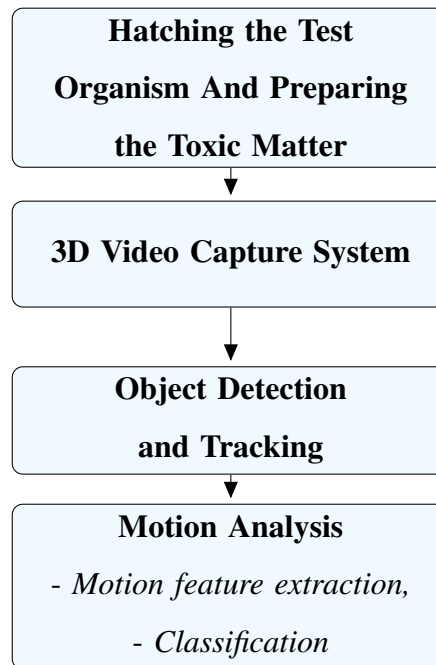 Hatching the Test
Organism And Preparing
the Toxic Matter
3D Video Capture System
Object Detection
and Tracking
Motion Analysis
- Motion feature extraction,
- Classification